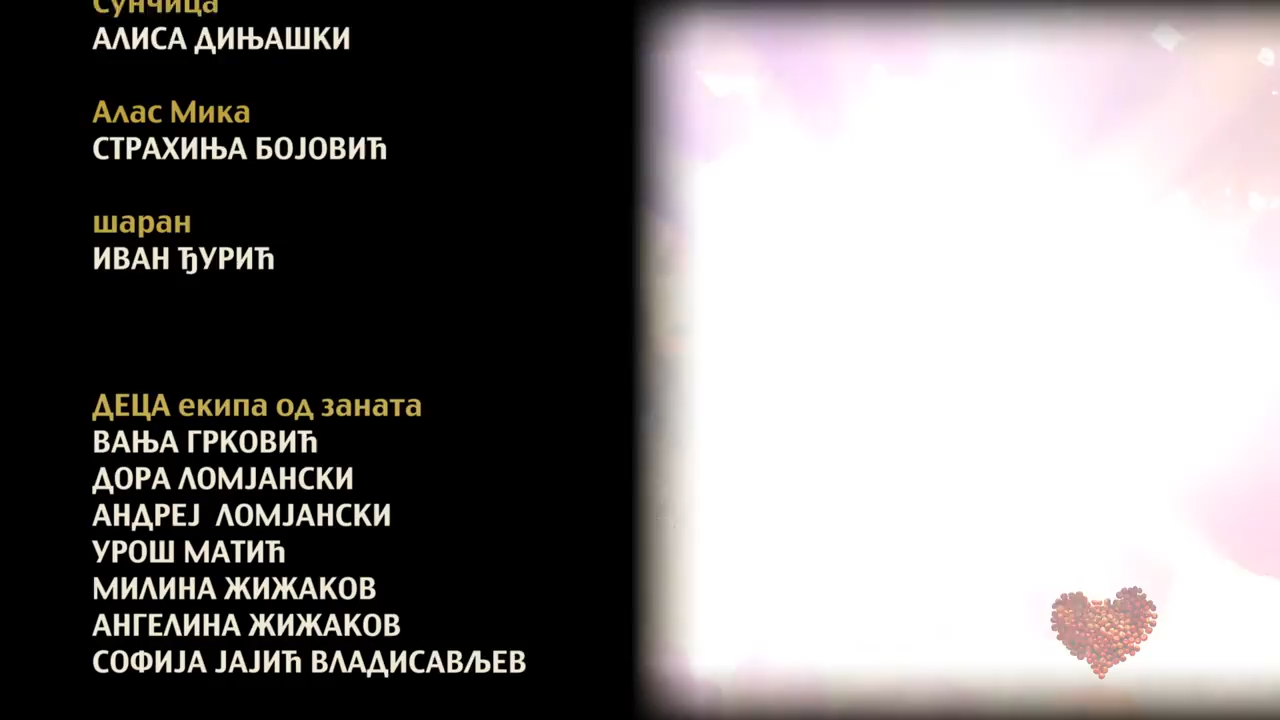 Сунчица
АЛИСА ДИЊАШКИ
Алас Мика
СТРАХИЊА БОЈОВИЋ
шаран
ИВАН ЂУРИЋ
ДЕЦА екипа од заната
ВАЊА ГРКОВИЋ
ДОРА ЛОМЈАНСКИ
АНДРЕЈ ЛОМЈАНСКИ
УРОШ МАТИЋ
МИЛИНА ЖИЖАКОВ
АНГЕЛИНА ЖИЖАКОВ
СОФИЈА ЈАЈИЋ ВЛАДИСАВЉЕВ